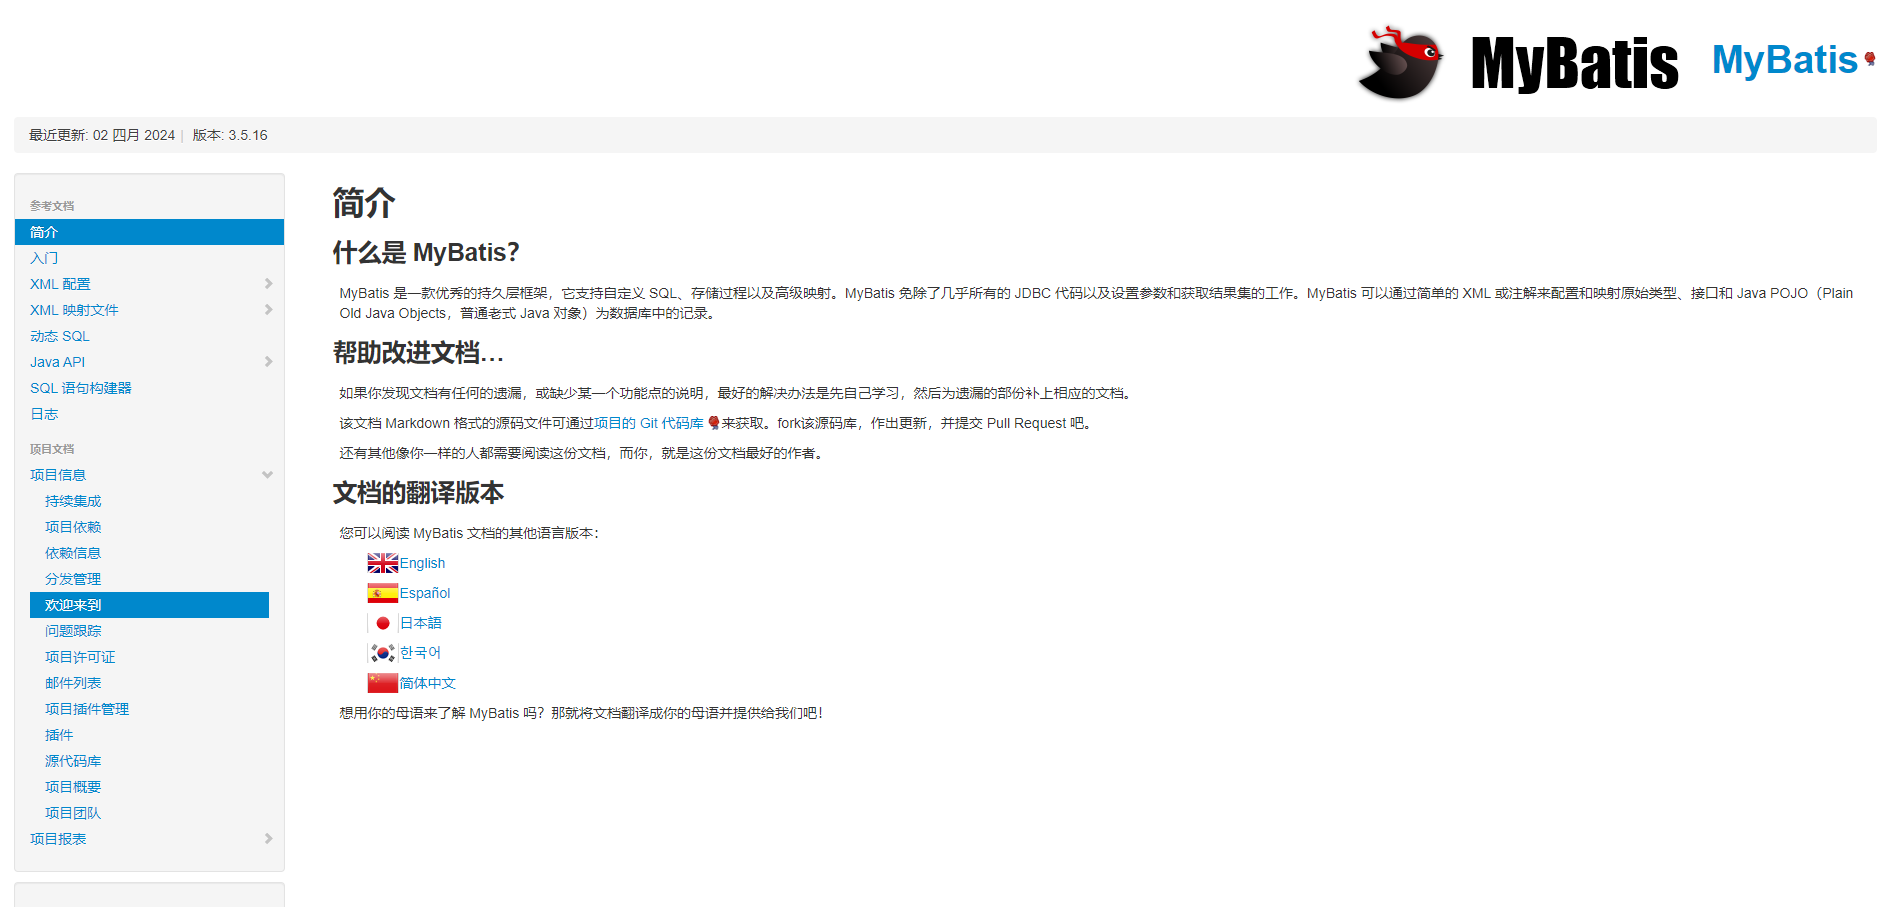 MyBatis
MyBatis
最近更新: 02 四月 2024 | 版本: 3.5.16
参考文档
简介
入门
XML 配置
XML 映射文件
动态 SQL
Java API
SQL 语句构建器
日志
项目文档
项目信息
持续集成
项目依赖
依赖信息
分发管理
欢迎来到
问题跟踪
项目许可证
邮件列表
项目插件管理
插件
源代码库
项目概要
项目团队
项目报表
简介
什么是 MyBatis？
MyBatis 是一款优秀的持久层框架，它支持自定义 SQL、存储过程以及高级映射。MyBatis 免除了几乎所有的 JDBC 代码以及设置参数和获取结果集的工作。MyBatis 可以通过简单的 XML 或注解来配置和映射原始类型、接口和 Java POJO（Plain
Old Java Objects，普通老式 Java 对象）为数据库中的记录。
帮助改进文档…
如果你发现文档有任何的遗漏，或缺少某一个功能点的说明，最好的解决办法是先自己学习，然后为遗漏的部份补上相应的文档。
该文档 Markdown 格式的源码文件可通过项目的 Git 代码库来获取。fork该源码库，作出更新，并提交 Pull Request 吧。
还有其他像你一样的人都需要阅读这份文档，而你，就是这份文档最好的作者。
文档的翻译版本
您可以阅读 MyBatis 文档的其他语言版本：
English
Español
日本語
한국어
简体中文
想用你的母语来了解 MyBatis 吗？那就将文档翻译成你的母语并提供给我们吧！